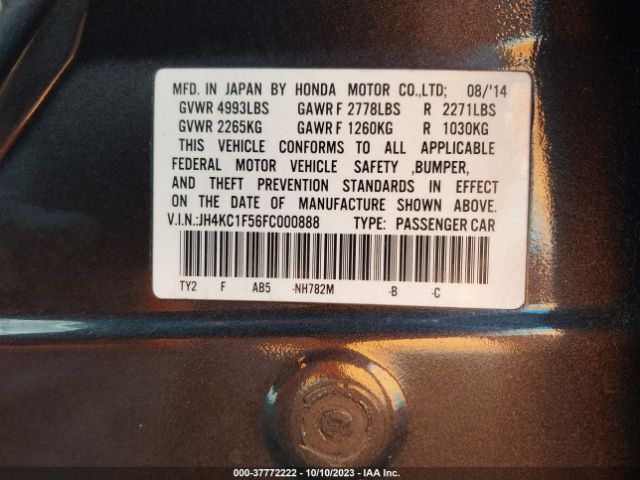 MFD. IN JAPAN BY HONDA MOTOR CO.,LTD; 08/'14
GVWR 4993LBS GAWR F 2778LBS R 2271LBS
GVWR 2265KG GAWR F 1260KG R 1030KG
THIS VEHICLE CONFORMS TO ALL APPLICABLE
FEDERAL MOTOR VEHICLE SAFETY ,BUMPER,
AND THEFT PREVENTION STANDARDS IN EFFECT
ON THE DATE OF MANUFACTURE SHOWN ABOVE.
V.I.N.:JH4KC1F56FC000888 TYPE: PASSENGER CAR
TY2 F AB5 -NH782M -B -C
000-37772222 - 10/10/2023 - IAA Inc.